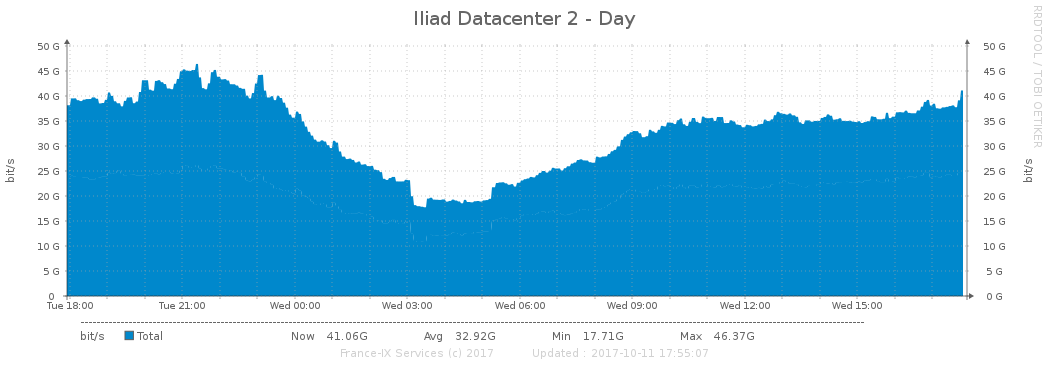 Iliad Datacenter 2 - Day
RRDTOOL / TOBI OETIKER
bit/s
bit/s
50 G 50 G
45 G 45 G
40 G 40 G
35 G 35 G
30 G 30 G
25 G 25 G
20 G 20 G
15 G 15 G
10 G 10 G
5 G 5 G
0 0 G
Tue 18:00 Tue 21:00 Wed 00:00 Wed 03:00 Wed 06:00 Wed 09:00 Wed 12:00 Wed 15:00
bit/s Total Now 41.06G Avg 32.92G Min 17.71G Max 46.37G
France-IX Services (c) 2017 Updated : 2017-10-11 17:55:07